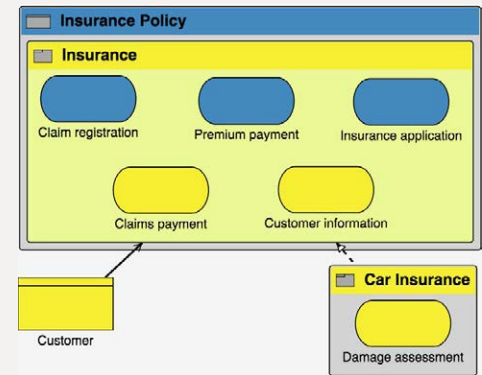 Insurance Policy
Insurance
Claim registration
Premium payment
Insurance application
Claims payment
Customer information
Customer
Car Insurance
Damage assessment